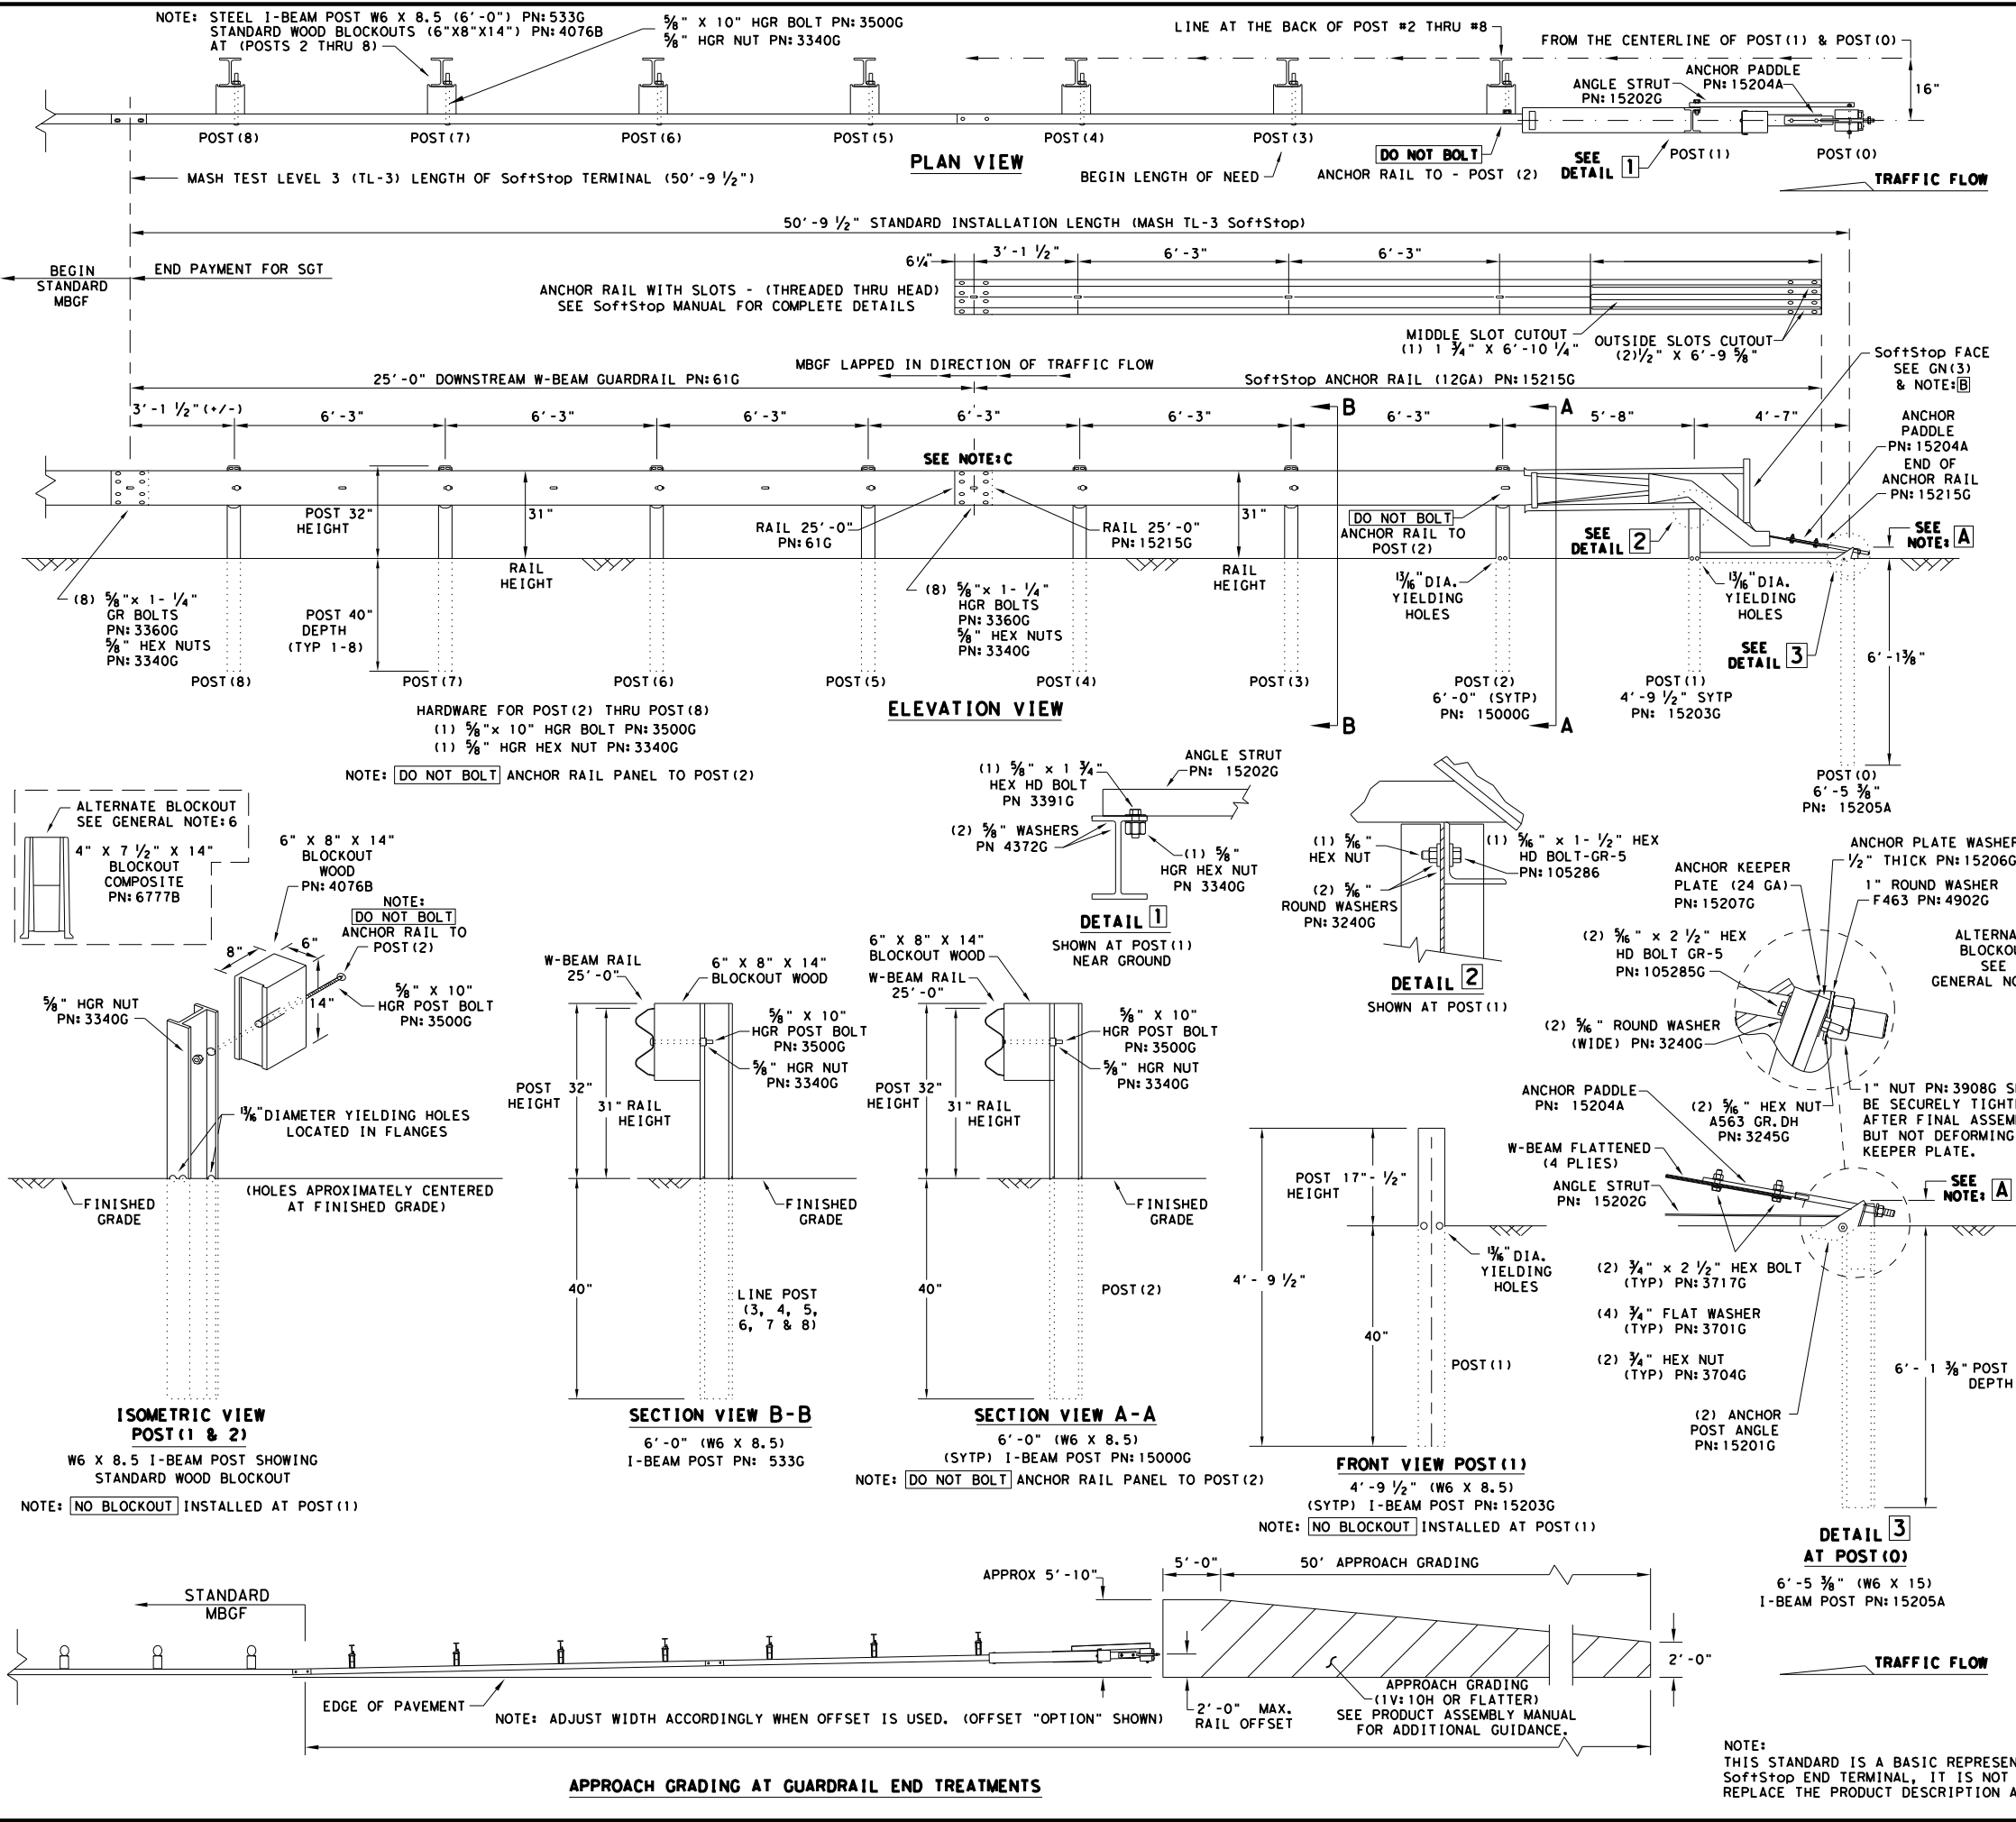 NOTE: STEEL I-BEAM POST W6 X 8.5 (6'-0") PN:533G
STANDARD WOOD BLOCKOUTS (6"X8"X14") PN:4076B
AT (POSTS 2 THRU 8)
5/8" X 10" HGR BOLT PN:3500G
5/8" HGR NUT PN:3340G
LINE AT THE BACK OF POST #2 THRU #8
FROM THE CENTERLINE OF POST(1) & POST(0)
ANGLE STRUT
PN:15202G
ANCHOR PADDLE
PN:15204A
16"
POST(8)
POST(7)
POST(6)
POST(5)
POST(4)
POST(3)
POST(1)
POST(0)
PLAN VIEW
DO NOT BOLT
ANCHOR RAIL TO - POST (2)
SEE
DETAIL 1
BEGIN LENGTH OF NEED
MASH TEST LEVEL 3 (TL-3) LENGTH OF SoftStop TERMINAL (50'-9 1/2")
TRAFFIC FLOW
50'-9 1/2" STANDARD INSTALLATION LENGTH (MASH TL-3 SoftStop)
BEGIN
STANDARD
MBGF
END PAYMENT FOR SGT
6 1/4"
3'-1 1/2"
6'-3"
6'-3"
ANCHOR RAIL WITH SLOTS - (THREADED THRU HEAD)
SEE SoftStop MANUAL FOR COMPLETE DETAILS
MIDDLE SLOT CUTOUT
(1) 1 3/4" X 6'-10 1/4"
OUTSIDE SLOTS CUTOUT
(2) 1/2" X 6'-9 5/8"
MBGF LAPPED IN DIRECTION OF TRAFFIC FLOW
25'-0" DOWNSTREAM W-BEAM GUARDRAIL PN:61G
SoftStop ANCHOR RAIL (12GA) PN:15215G
SoftStop FACE
SEE GN(3)
& NOTE: B
3'-1 1/2"(+/-)
6'-3"
6'-3"
6'-3"
6'-3"
6'-3"
6'-3"
5'-8"
4'-7"
B
A
ANCHOR
PADDLE
PN:15204A
END OF
ANCHOR RAIL
PN:15215G
SEE NOTE:C
POST 32"
HEIGHT
31"
RAIL
HEIGHT
RAIL 25'-0"
PN:61G
RAIL 25'-0"
PN:15215G
31"
RAIL
HEIGHT
DO NOT BOLT
ANCHOR RAIL TO
POST(2)
SEE
DETAIL 2
SEE
NOTE: A
(8) 5/8"x 1- 1/4"
GR BOLTS
PN:3360G
5/8" HEX NUTS
PN:3340G
POST 40"
DEPTH
(TYP 1-8)
(8) 5/8"x 1- 1/4"
HGR BOLTS
PN:3360G
5/8" HEX NUTS
PN:3340G
13/16" DIA.
YIELDING
HOLES
13/16" DIA.
YIELDING
HOLES
SEE
DETAIL 3
6'-1 3/8"
POST(8)
POST(7)
POST(6)
POST(5)
POST(4)
POST(3)
POST(2)
6'-0" (SYTP)
PN: 15000G
POST(1)
4'-9 1/2" SYTP
PN: 15203G
ELEVATION VIEW
B
A
HARDWARE FOR POST(2) THRU POST(8)
(1) 5/8"x 10" HGR BOLT PN:3500G
(1) 5/8" HGR HEX NUT PN:3340G
NOTE: DO NOT BOLT ANCHOR RAIL PANEL TO POST(2)
POST(0)
6'-5 3/8"
PN: 15205A
ALTERNATE BLOCKOUT
SEE GENERAL NOTE:6
4" X 7 1/2" X 14"
BLOCKOUT
COMPOSITE
PN:6777B
6" X 8" X 14"
BLOCKOUT
WOOD
PN:4076B
NOTE:
DO NOT BOLT
ANCHOR RAIL TO
POST(2)
8"
6"
14"
5/8" HGR NUT
PN:3340G
5/8" X 10"
HGR POST BOLT
PN:3500G
13/16"DIAMETER YIELDING HOLES
LOCATED IN FLANGES
FINISHED
GRADE
(HOLES APROXIMATELY CENTERED
AT FINISHED GRADE)
ISOMETRIC VIEW
POST(1 & 2)
W6 X 8.5 I-BEAM POST SHOWING
STANDARD WOOD BLOCKOUT
NOTE: NO BLOCKOUT INSTALLED AT POST(1)
(1) 5/8" x 1 3/4"
HEX HD BOLT
PN 3391G
ANGLE STRUT
PN: 15202G
(2) 5/8" WASHERS
PN 4372G
(1) 5/8"
HGR HEX NUT
PN 3340G
DETAIL 1
SHOWN AT POST(1)
NEAR GROUND
(1) 5/16"
HEX NUT
(2) 5/16"
ROUND WASHERS
PN:3240G
(1) 5/16" x 1- 1/2" HEX
HD BOLT-GR-5
PN:105286
DETAIL 2
SHOWN AT POST(1)
ANCHOR PLATE WASHER
1/2" THICK PN:15206G
ANCHOR KEEPER
PLATE (24 GA)
PN:15207G
1" ROUND WASHER
F463 PN:4902G
(2) 5/16" x 2 1/2" HEX
HD BOLT GR-5
PN:105285G
(2) 5/16" ROUND WASHER
(WIDE) PN:3240G
SEE
1" NUT PN:3908G
BE SECURELY
AFTER FINAL
BUT NOT DEFORMING
KEEPER PLATE.
(2) 5/16" HEX NUT
A563 GR.DH
PN:3245G
ANCHOR PADDLE
PN: 15204A
W-BEAM FLATTENED
(4 PLIES)
ANGLE STRUT
PN: 15202G
SEE
NOTE: A
(2) 3/4" x 2 1/2" HEX BOLT
(TYP) PN:3717G
(4) 3/4" FLAT WASHER
(TYP) PN:3701G
(2) 3/4" HEX NUT
(TYP) PN:3704G
(2) ANCHOR
POST ANGLE
PN:15201G
6'- 1 3/8" POST
DEPTH
DETAIL 3
AT POST(0)
6'-5 3/8" (W6 X 15)
I-BEAM POST PN:15205A
W-BEAM RAIL
25'-0"
6" X 8" X 14"
BLOCKOUT WOOD
5/8" X 10"
HGR POST BOLT
PN:3500G
5/8" HGR NUT
PN:3340G
POST 32"
HEIGHT
31" RAIL
HEIGHT
FINISHED
GRADE
40"
LINE POST
(3, 4, 5,
6, 7 & 8)
SECTION VIEW B-B
6'-0" (W6 X 8.5)
I-BEAM POST PN: 533G
6" X 8" X 14"
BLOCKOUT WOOD
W-BEAM RAIL
25'-0"
5/8" X 10"
HGR POST BOLT
PN:3500G
5/8" HGR NUT
PN:3340G
POST 32"
HEIGHT
31" RAIL
HEIGHT
FINISHED
GRADE
40"
POST(2)
SECTION VIEW A-A
6'-0" (W6 X 8.5)
(SYTP) I-BEAM POST PN:15000G
NOTE: DO NOT BOLT ANCHOR RAIL PANEL TO POST(2)
POST 17"- 1/2"
HEIGHT
4'- 9 1/2"
40"
13/16" DIA.
YIELDING
HOLES
POST(1)
FRONT VIEW POST(1)
4'-9 1/2" (W6 X 8.5)
(SYTP) I-BEAM POST PN:15203G
NOTE: NO BLOCKOUT INSTALLED AT POST(1)
STANDARD
MBGF
APPROX 5'-10"
5'-0"
50' APPROACH GRADING
2'-0"
TRAFFIC FLOW
EDGE OF PAVEMENT
NOTE: ADJUST WIDTH ACCORDINGLY WHEN OFFSET IS USED. (OFFSET "OPTION" SHOWN)
2'-0" MAX.
RAIL OFFSET
APPROACH GRADING
(1V:10H OR FLATTER)
SEE PRODUCT ASSEMBLY MANUAL
FOR ADDITIONAL GUIDANCE.
APPROACH GRADING AT GUARDRAIL END TREATMENTS
NOTE:
THIS STANDARD IS A BASIC
SoftStop END TERMINAL, IT IS NOT
REPLACE THE PRODUCT DESCRIPTION